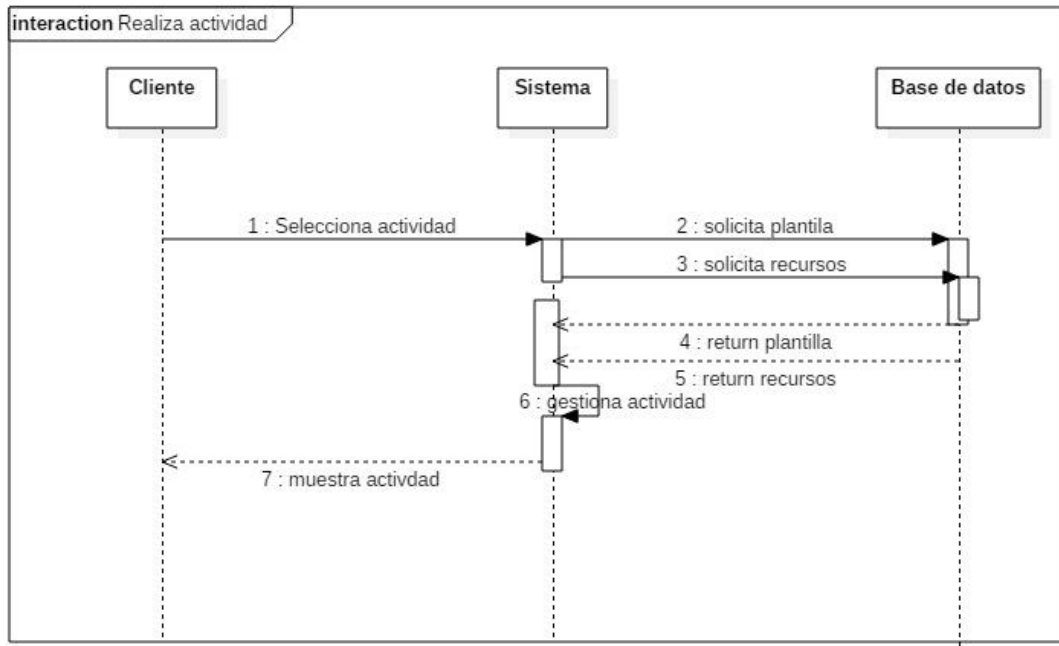 interaction Realiza actividad
Cliente
Sistema
Base de datos
1 : Selecciona actividad
2 : solicita plantila
3 : solicita recursos
4 : return plantilla
5 : return recursos
6 : gestiona actividad
7 : muestra activdad